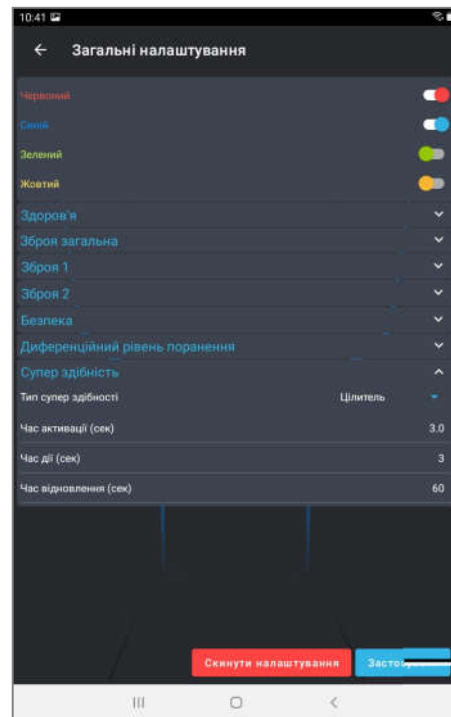 10:41
Загальні налаштування
Червоний
Синій
Зелений
Жовтий
Здоров'я
Зброя загальна
Зброя 1
Зброя 2
Безпека
Диференційний рівень поранення
Супер здібність
Тип супер здібності Цілитель
Час активації (сек) 3.0
Час дії (сек) 3
Час відновлення (сек) 60
Скинути налаштування